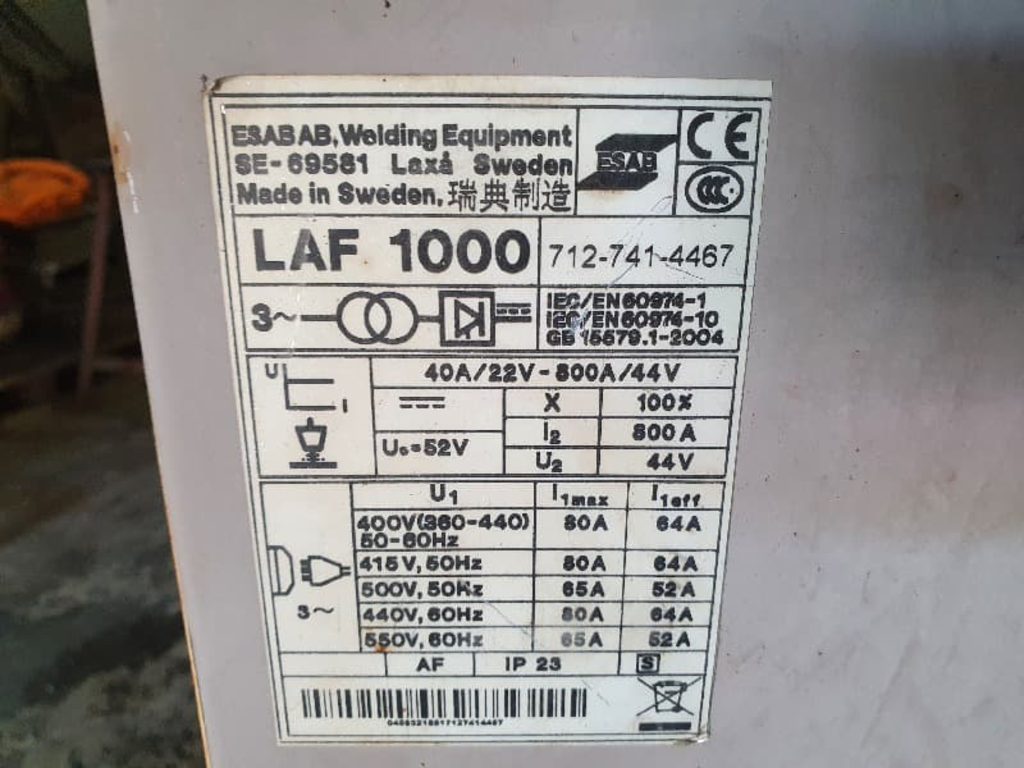 ESAB AB, Welding Equipment
SE-69581 Laxå Sweden
Made in Sweden, 瑞典制造
ESAB
CE
CCC
LAF 1000
712-741-4467
3~
IEC/EN 60974-1
IEC/EN 60974-10
GB 15579.1-2004
U
I
40A/22V - 800A/44V
X 100%
U₀=52V
I₂ 800 A
U₂ 44V
U₁ I₁max I₁eff
400V(360-440) 80A 64A
50-60Hz
415V, 50Hz 80A 64A
500V, 50Hz 65A 52A
440V, 60Hz 80A 64A
550V, 60Hz 65A 52A
3~
AF IP 23 S